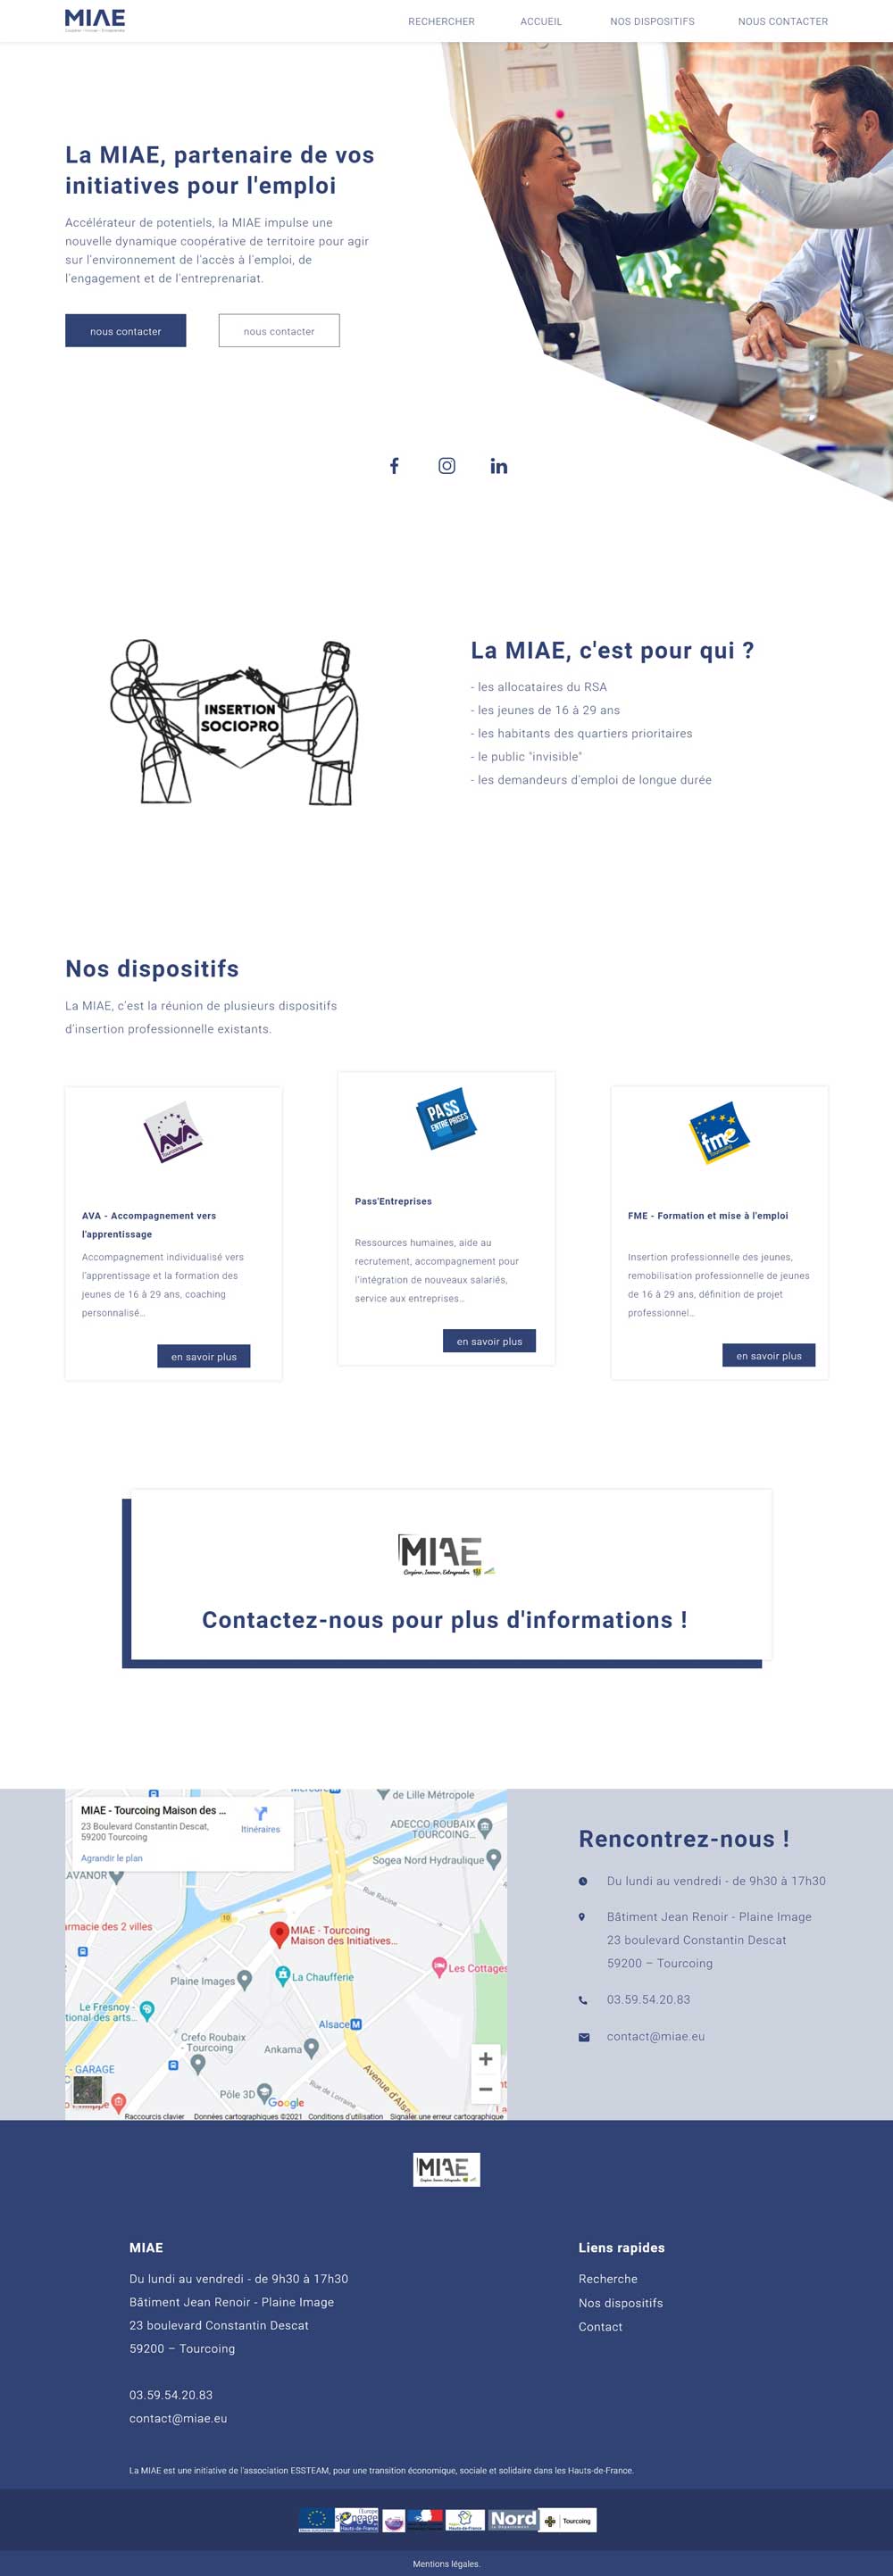 MIAE
RECHERCHER
ACCUEIL
NOS DISPOSITIFS
NOUS CONTACTER
La MIAE, partenaire de vos
initiatives pour l'emploi
Accélérateur de potentiels, la MIAE impulse une
nouvelle dynamique coopérative de territoire pour agir
sur l'environnement de l'accès à l'emploi, de
l'engagement et de l'entreprenariat.
nous contacter
nous contacter
INSERTION
SOCIOPRO
La MIAE, c'est pour qui ?
- les allocataires du RSA
- les jeunes de 16 à 29 ans
- les habitants des quartiers prioritaires
- le public "invisible"
- les demandeurs d'emploi de longue durée
Nos dispositifs
La MIAE, c'est la réunion de plusieurs dispositifs
d'insertion professionnelle existants.
AVA
AVA - Accompagnement vers
l'apprentissage
Accompagnement individualisé vers
l'apprentissage et la formation des
jeunes de 16 à 29 ans, coaching
personnalisé...
en savoir plus
PASS
ENTREPRISES
Pass'Entreprises
Ressources humaines, aide au
recrutement, accompagnement pour
l'intégration de nouveaux salariés,
service aux entreprises...
en savoir plus
fme
FME - Formation et mise à l'emploi
Insertion professionnelle des jeunes,
remobilisation professionnelle de jeunes
de 16 à 29 ans, définition de projet
professionnel...
en savoir plus
MIAE
Coopérer. Innover. Entreprendre
Contactez-nous pour plus d'informations !
MIAE - Tourcoing Maison des ...
23 Boulevard Constantin Descat,
59200 Tourcoing
Itinéraires
Agrandir le plan
de Lille Métropole
ADECCO ROUBAIX
TOURCOING...
Sogea Nord Hydraulique
AVANOR
Rue Racine
10
armacie des 2 villes
MIAE - Tourcoing
Maison des Initiatives...
Les Cottages
La Chaufferie
Plaine Images
Le Fresnoy -
tional des arts...
Alsace
M
Crefo Roubaix
- Tourcoing
Ankama
- GARAGE
Pôle 3D
Rue de Lorraine
Avenue d'Als
Google
Raccourcis clavier
Données cartographiques ©2021
Conditions d'utilisation
Signaler une erreur cartographique
Rencontrez-nous !
Du lundi au vendredi - de 9h30 à 17h30
Bâtiment Jean Renoir - Plaine Image
23 boulevard Constantin Descat
59200 – Tourcoing
03.59.54.20.83
contact@miae.eu
MIAE
MIAE
Du lundi au vendredi - de 9h30 à 17h30
Bâtiment Jean Renoir - Plaine Image
23 boulevard Constantin Descat
59200 – Tourcoing
03.59.54.20.83
contact@miae.eu
Liens rapides
Recherche
Nos dispositifs
Contact
La MIAE est une initiative de l'association ESSTEAM, pour une transition économique, sociale et solidaire dans les Hauts-de-France.
l'Europe
s'engage
Hauts-de-France
Hauts-de-France
Nord
Tourcoing
Mentions légales.